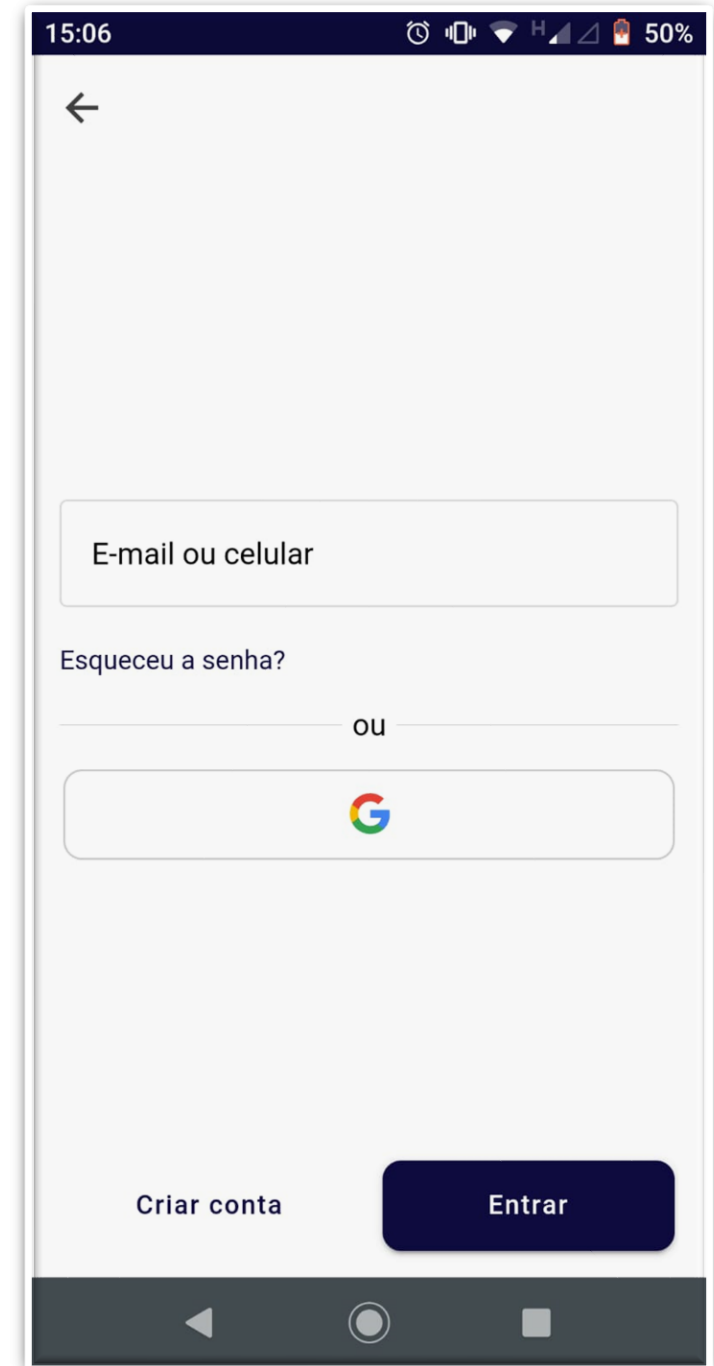 15:06 H 50%
E-mail ou celular
Esqueceu a senha?
ou
G
Criar conta Entrar